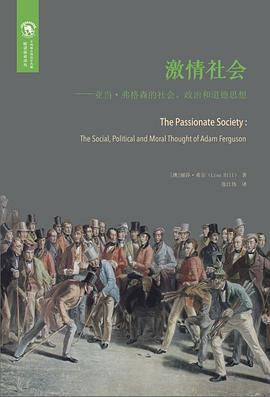 激情社会
——亚当·弗格森的社会、政治和道德思想
The Passionate Society :
The Social, Political and Moral Thought of Adam Ferguson
[澳]丽莎·希尔（Lisa Hill） 著
张江伟 译